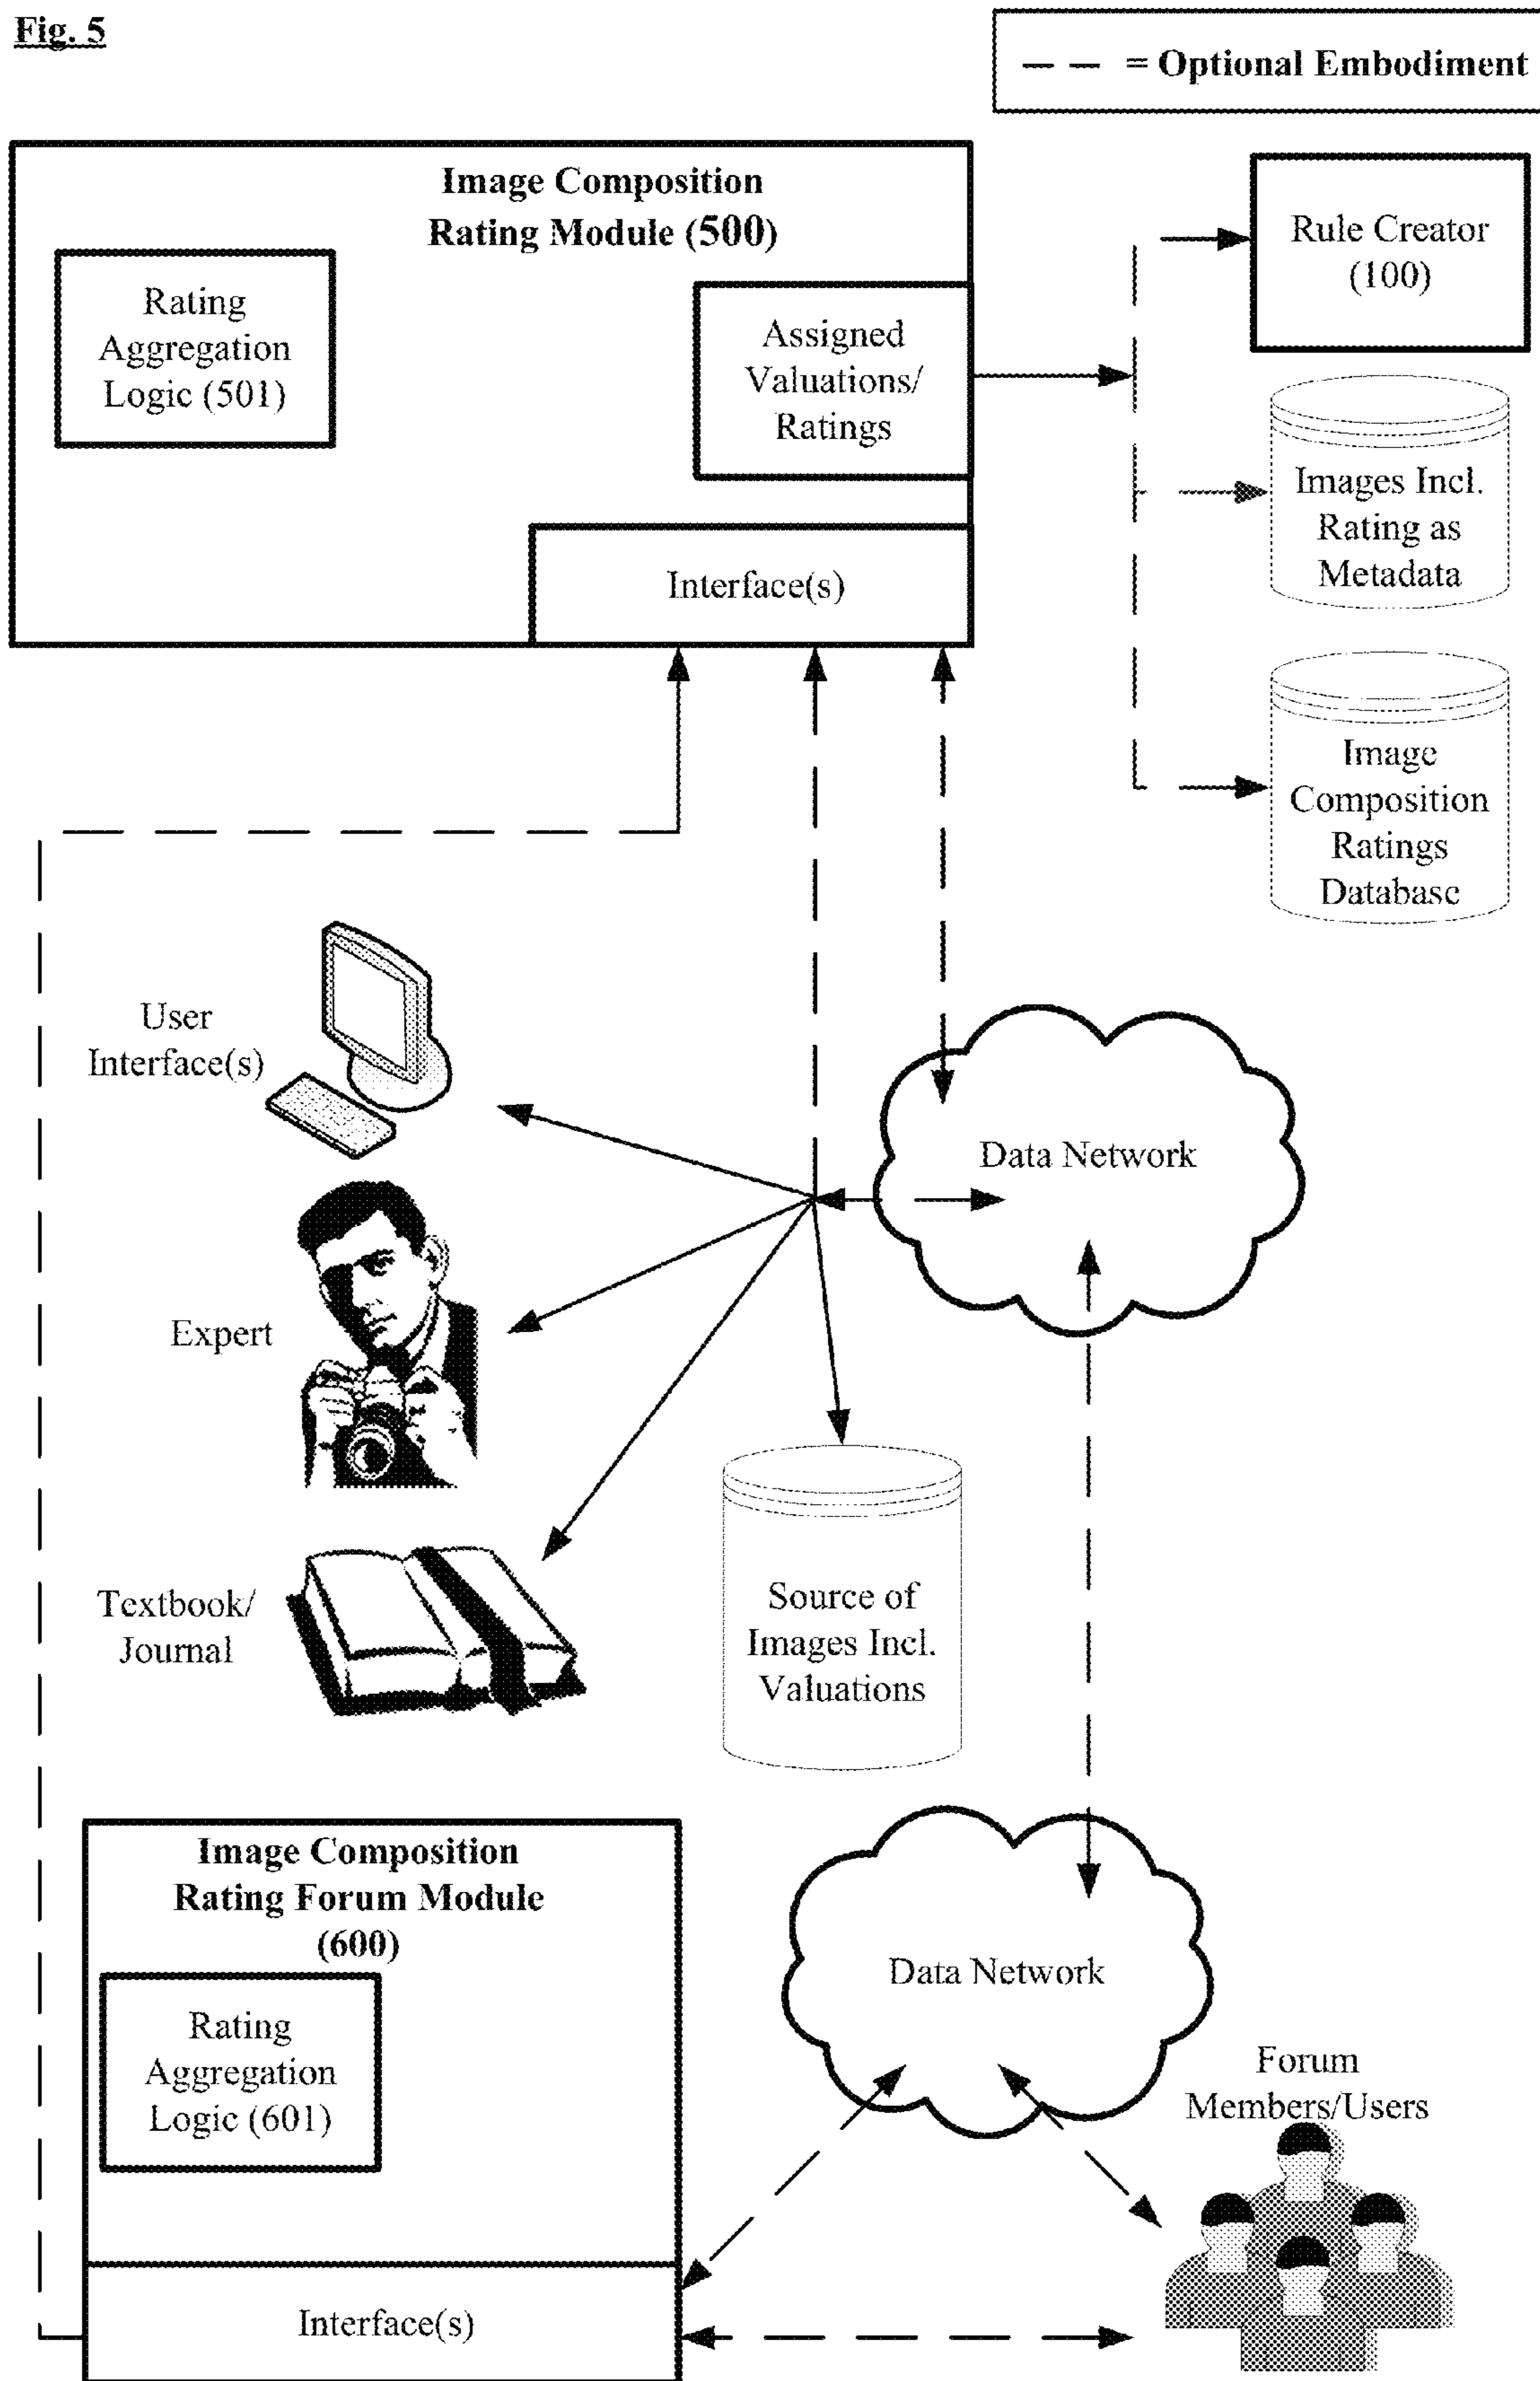 Fig. 5
— — = Optional Embodiment
Image Composition
Rating Module (500)
Rating
Aggregation
Logic (501)
Assigned
Valuations/
Ratings
Interface(s)
Rule Creator
(100)
Images Incl.
Rating as
Metadata
Image
Composition
Ratings
Database
User
Interface(s)
Data Network
Expert
Textbook/
Journal
Source of
Images Incl.
Valuations
Image Composition
Rating Forum Module
(600)
Rating
Aggregation
Logic (601)
Interface(s)
Data Network
Forum
Members/Users